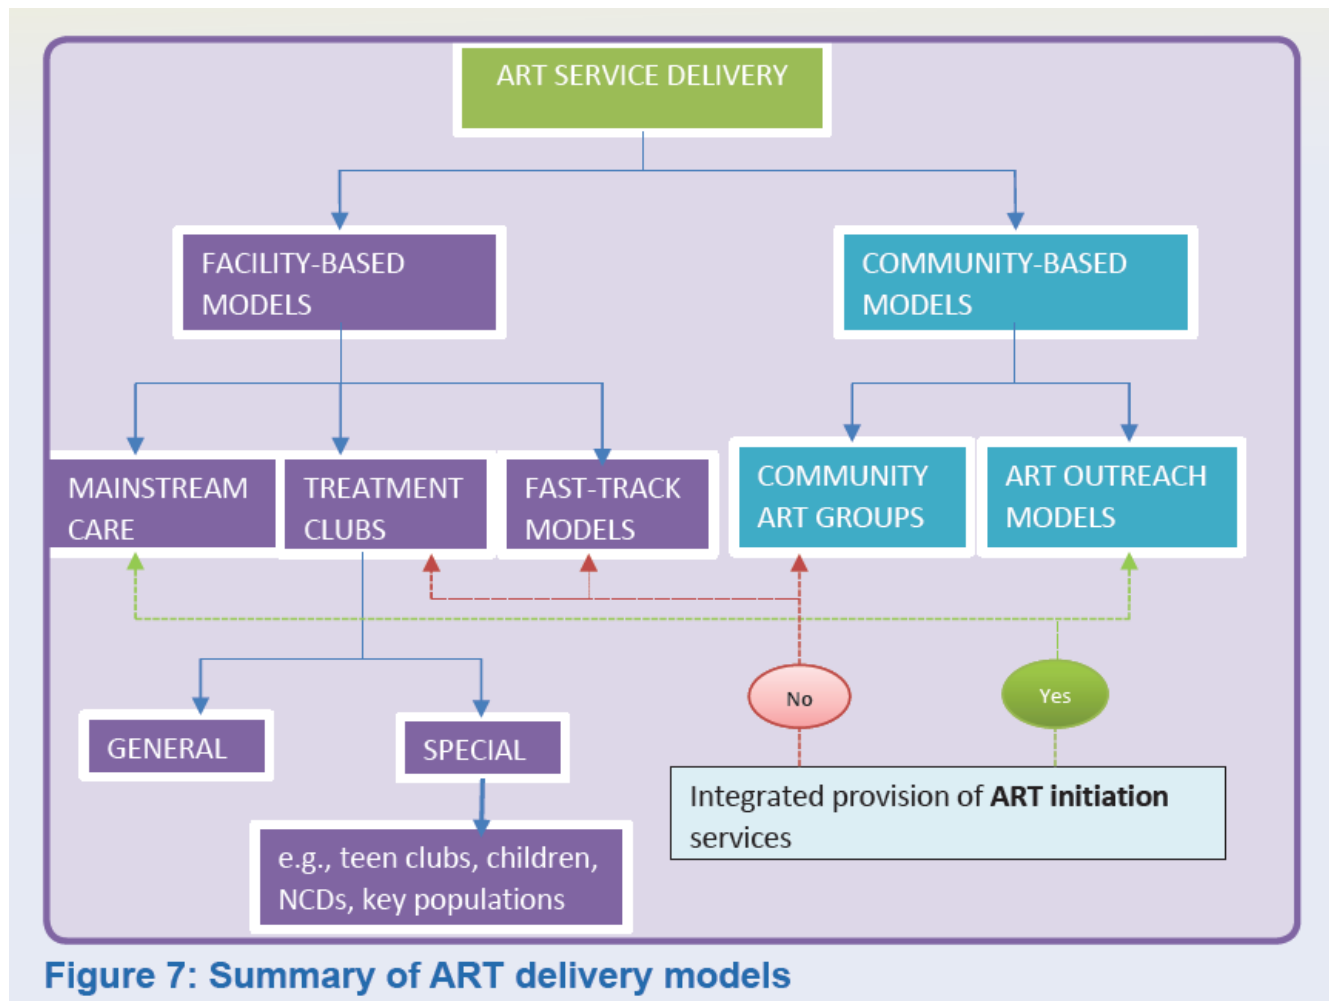 ART SERVICE DELIVERY
FACILITY-BASED
MODELS
COMMUNITY-BASED
MODELS
MAINSTREAM
CARE
TREATMENT
CLUBS
FAST-TRACK
MODELS
COMMUNITY
ART GROUPS
ART OUTREACH
MODELS
No
Yes
GENERAL
SPECIAL
Integrated provision of ART initiation
services
e.g., teen clubs, children,
NCDs, key populations
Figure 7: Summary of ART delivery models